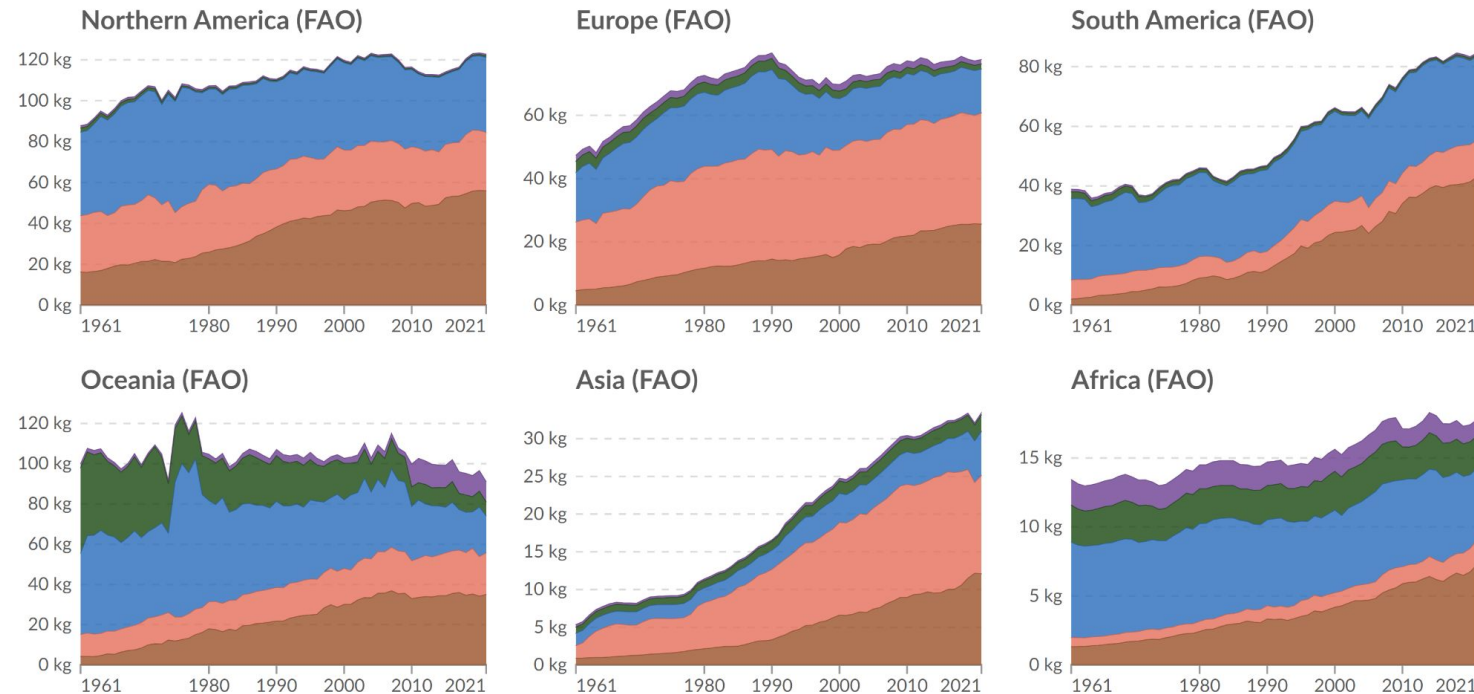 Northern America (FAO)
120 kg
100 kg
80 kg
60 kg
40 kg
20 kg
0 kg
1961 1980 1990 2000 2010 2021
Europe (FAO)
60 kg
40 kg
20 kg
0 kg
1961 1980 1990 2000 2010 2021
South America (FAO)
80 kg
60 kg
40 kg
20 kg
0 kg
1961 1980 1990 2000 2010 2021
Oceania (FAO)
120 kg
100 kg
80 kg
60 kg
40 kg
20 kg
0 kg
1961 1980 1990 2000 2010 2021
Asia (FAO)
30 kg
25 kg
20 kg
15 kg
10 kg
5 kg
0 kg
1961 1980 1990 2000 2010 2021
Africa (FAO)
15 kg
10 kg
5 kg
0 kg
1961 1980 1990 2000 2010 2021